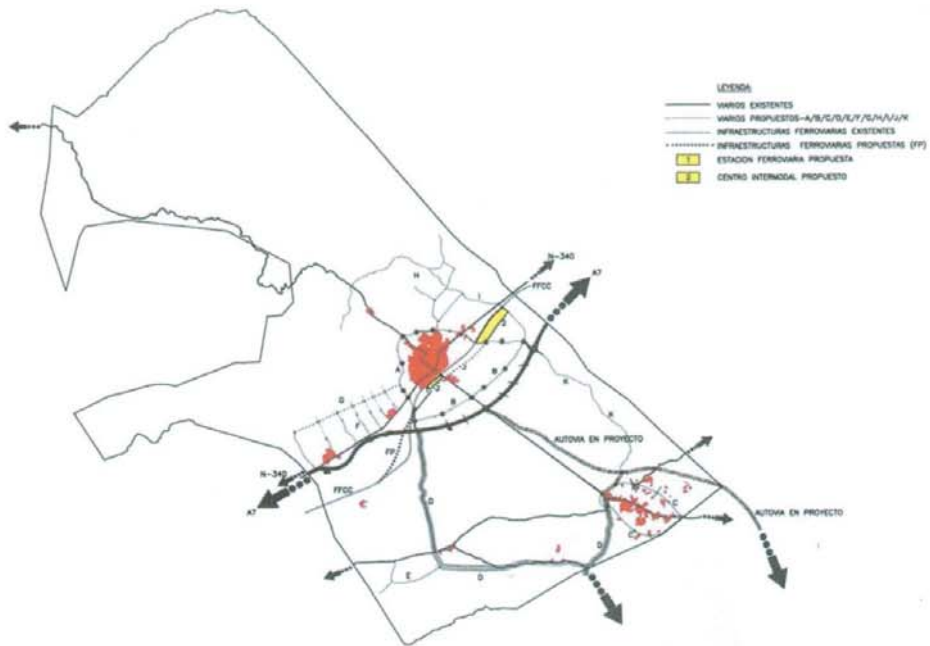 LEYENDA
VIARIOS EXISTENTES
VIARIOS PROPUESTOS-A/B/C/D/E/F/G/H/I/J/K
INFRAESTRUCTURAS FERROVIARIAS EXISTENTES
INFRAESTRUCTURAS FERROVIARIAS PROPUESTAS (FP)
1 ESTACION FERROVIARIA PROPUESTA
2 CENTRO INTERMODAL PROPUESTO
N-340
A7
FFCC
H
I
2
J
A
B
B
K
K
G
F
FP
AUTOVIA EN PROYECTO
N-340
FFCC
A7
D
C
AUTOVIA EN PROYECTO
D
E
D